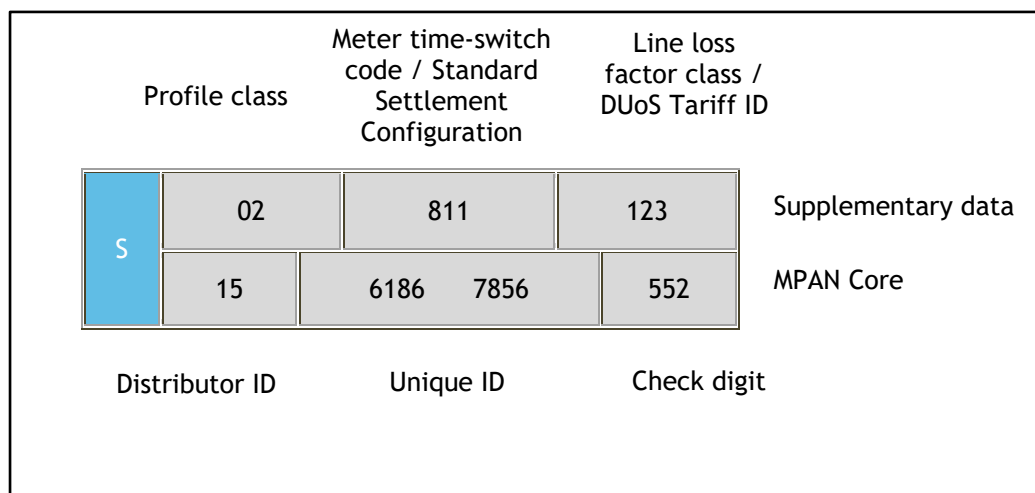 Profile class
Meter time-switch
code / Standard
Settlement
Configuration
Line loss
factor class /
DUoS Tariff ID
S
02 811 123 Supplementary data
15 6186 7856 552 MPAN Core
Distributor ID Unique ID Check digit